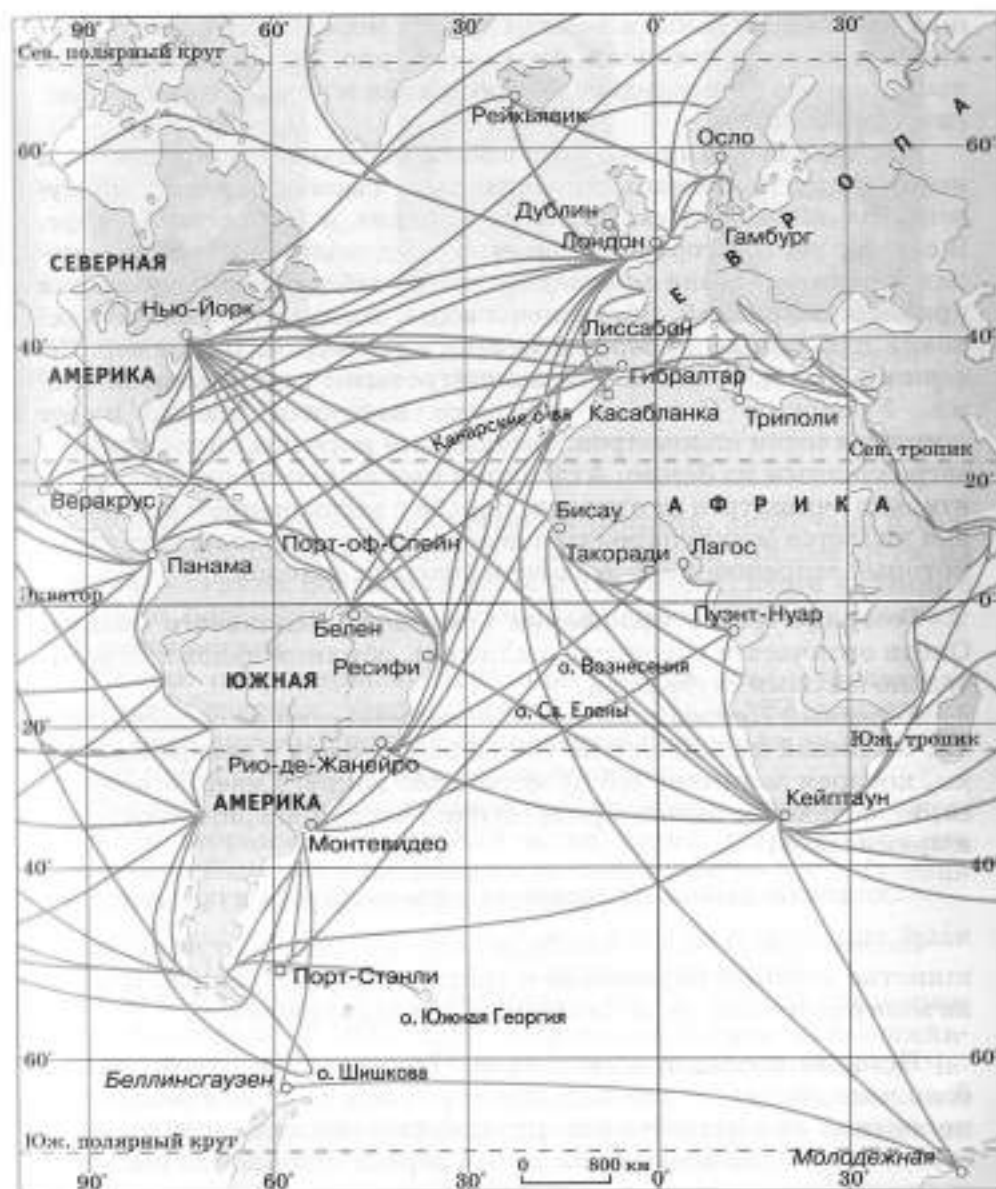 90° 60° 30° 0° 30°
Сев. полярный круг
Рейкьявик
60° Осло 60°
Дублин
Лондон Гамбург
ЕВРОПА
СЕВЕРНАЯ
Нью-Йорк
Лиссабон
40° 40°
АМЕРИКА Гибралтар
Касабланка Триполи
Канарские о-ва
Сев. тропик
Веракрус 20°
Бисау АФРИКА
Порт-оф-Спейн
Панама Такоради Лагос
Экватор 0°
Белен Пуэнт-Нуар
Ресифи о. Вознесения
ЮЖНАЯ
о. Св. Елены
20°
Рио-де-Жанейро Юж. тропик
АМЕРИКА Кейптаун
Монтевидео
40° 40°
Порт-Стэнли
о. Южная Георгия
60° 60°
Беллинсгаузен о. Шишкова
Юж. полярный круг
0 800 км Молодёжная
90° 60° 30° 0° 30°